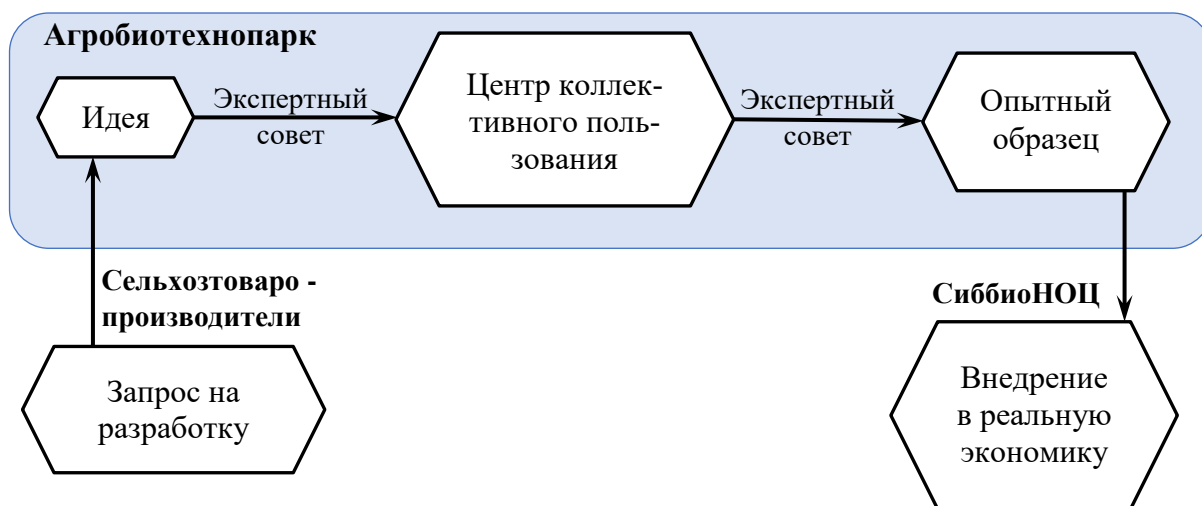 Агробиотехнопарк
Идея
Экспертный
совет
Центр коллек-
тивного поль-
зования
Экспертный
совет
Опытный
образец
Сельхозтоваро -
производители
СиббиоНОЦ
Запрос на
разработку
Внедрение
в реальную
экономику